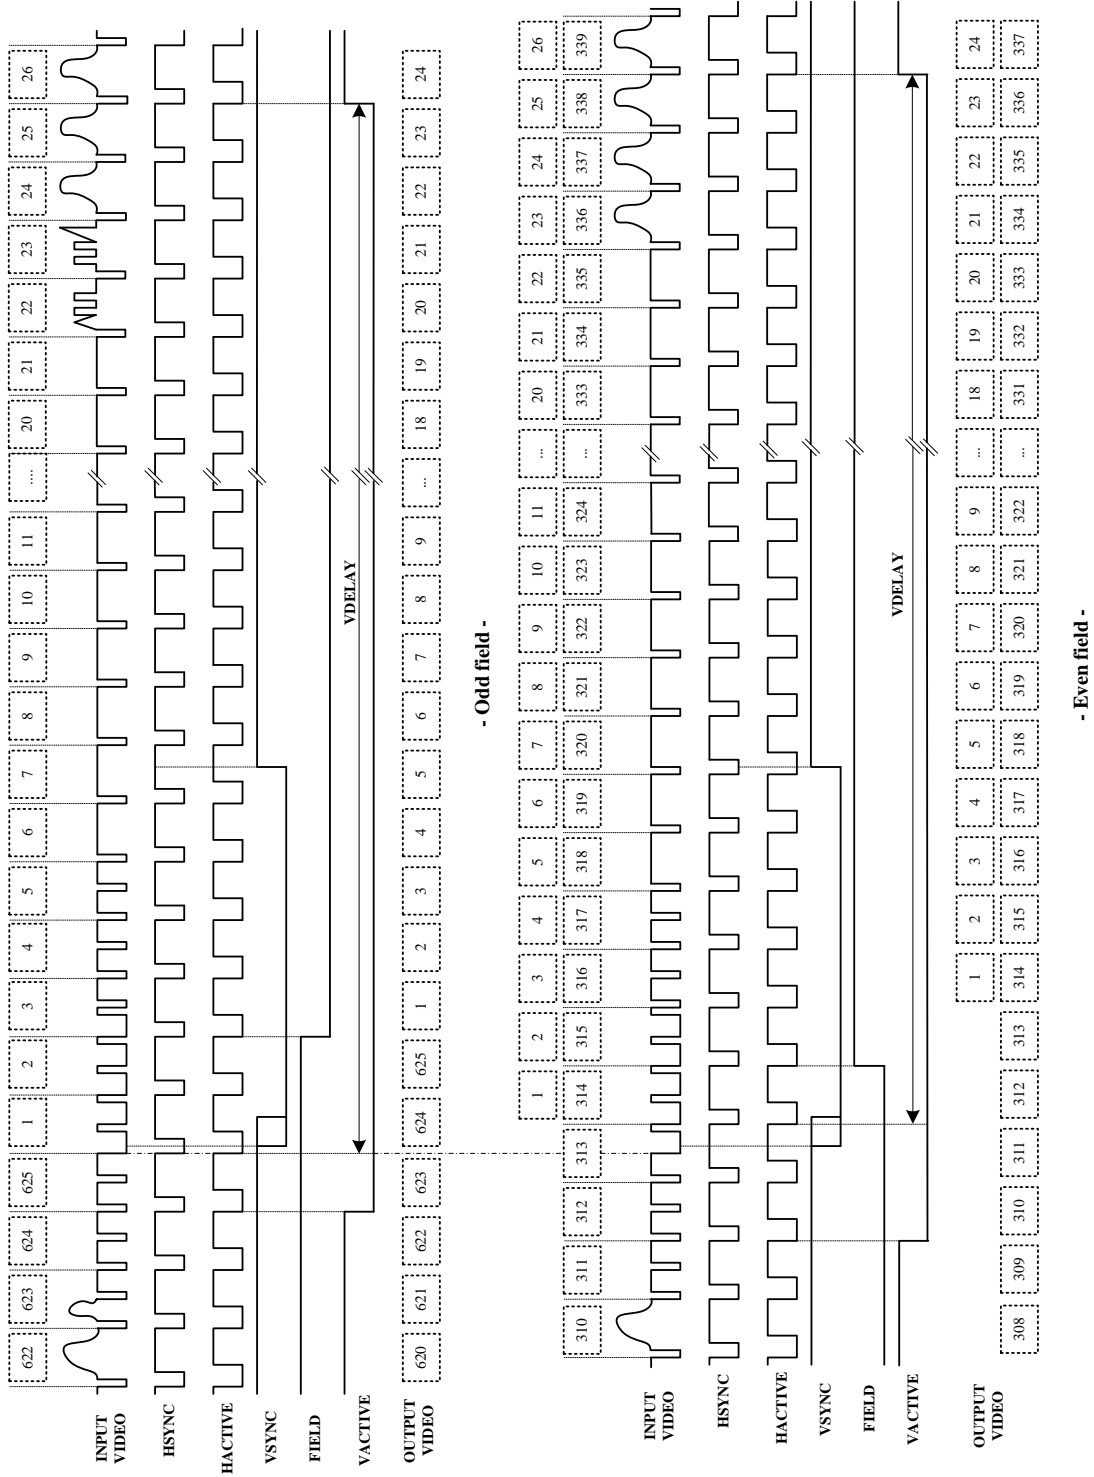 622 623 624 625 1 2 3 4 5 6 7 8 9 10 11 .... 20 21 22 23 24 25 26
INPUT
VIDEO
HSYNC
HACTIVE
VSYNC
FIELD
VACTIVE
VDELAY
OUTPUT
VIDEO
620 621 622 623 624 625 1 2 3 4 5 6 7 8 9 ... 18 19 20 21 22 23 24
- Odd field -
1 2 3 4 5 6 7 8 9 10 11 ... 20 21 22 23 24 25 26
310 311 312 313 314 315 316 317 318 319 320 321 322 323 324 ... 333 334 335 336 337 338 339
INPUT
VIDEO
HSYNC
HACTIVE
VSYNC
FIELD
VACTIVE
VDELAY
OUTPUT
VIDEO
1 2 3 4 5 6 7 8 9 ... 18 19 20 21 22 23 24
308 309 310 311 312 313 314 315 316 317 318 319 320 321 322 ... 331 332 333 334 335 336 337
- Even field -